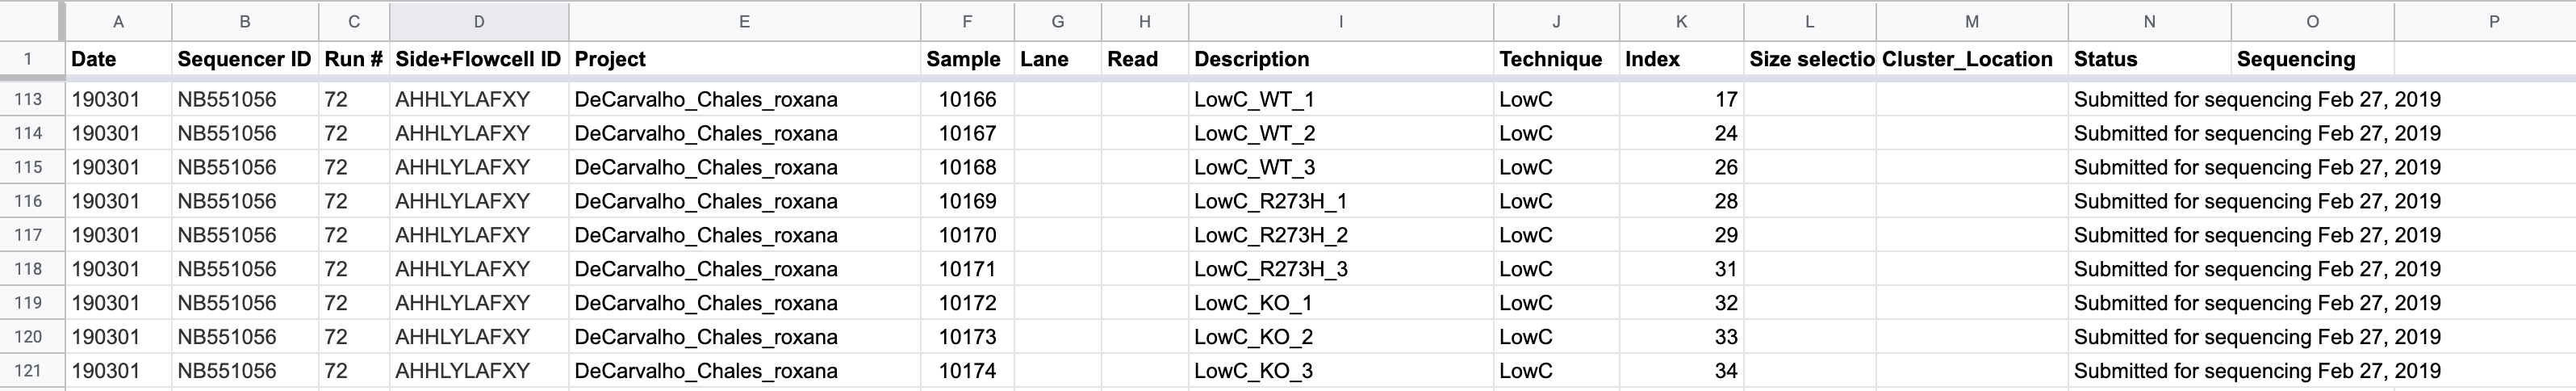 A B C D E F G H I J K L M N O P
1 Date Sequencer ID Run # Side+Flowcell ID Project Sample Lane Read Description Technique Index Size selectio Cluster_Location Status Sequencing
113 190301 NB551056 72 AHHLYLAFXY DeCarvalho_Chales_roxana 10166 LowC_WT_1 LowC 17 Submitted for sequencing Feb 27, 2019
114 190301 NB551056 72 AHHLYLAFXY DeCarvalho_Chales_roxana 10167 LowC_WT_2 LowC 24 Submitted for sequencing Feb 27, 2019
115 190301 NB551056 72 AHHLYLAFXY DeCarvalho_Chales_roxana 10168 LowC_WT_3 LowC 26 Submitted for sequencing Feb 27, 2019
116 190301 NB551056 72 AHHLYLAFXY DeCarvalho_Chales_roxana 10169 LowC_R273H_1 LowC 28 Submitted for sequencing Feb 27, 2019
117 190301 NB551056 72 AHHLYLAFXY DeCarvalho_Chales_roxana 10170 LowC_R273H_2 LowC 29 Submitted for sequencing Feb 27, 2019
118 190301 NB551056 72 AHHLYLAFXY DeCarvalho_Chales_roxana 10171 LowC_R273H_3 LowC 31 Submitted for sequencing Feb 27, 2019
119 190301 NB551056 72 AHHLYLAFXY DeCarvalho_Chales_roxana 10172 LowC_KO_1 LowC 32 Submitted for sequencing Feb 27, 2019
120 190301 NB551056 72 AHHLYLAFXY DeCarvalho_Chales_roxana 10173 LowC_KO_2 LowC 33 Submitted for sequencing Feb 27, 2019
121 190301 NB551056 72 AHHLYLAFXY DeCarvalho_Chales_roxana 10174 LowC_KO_3 LowC 34 Submitted for sequencing Feb 27, 2019